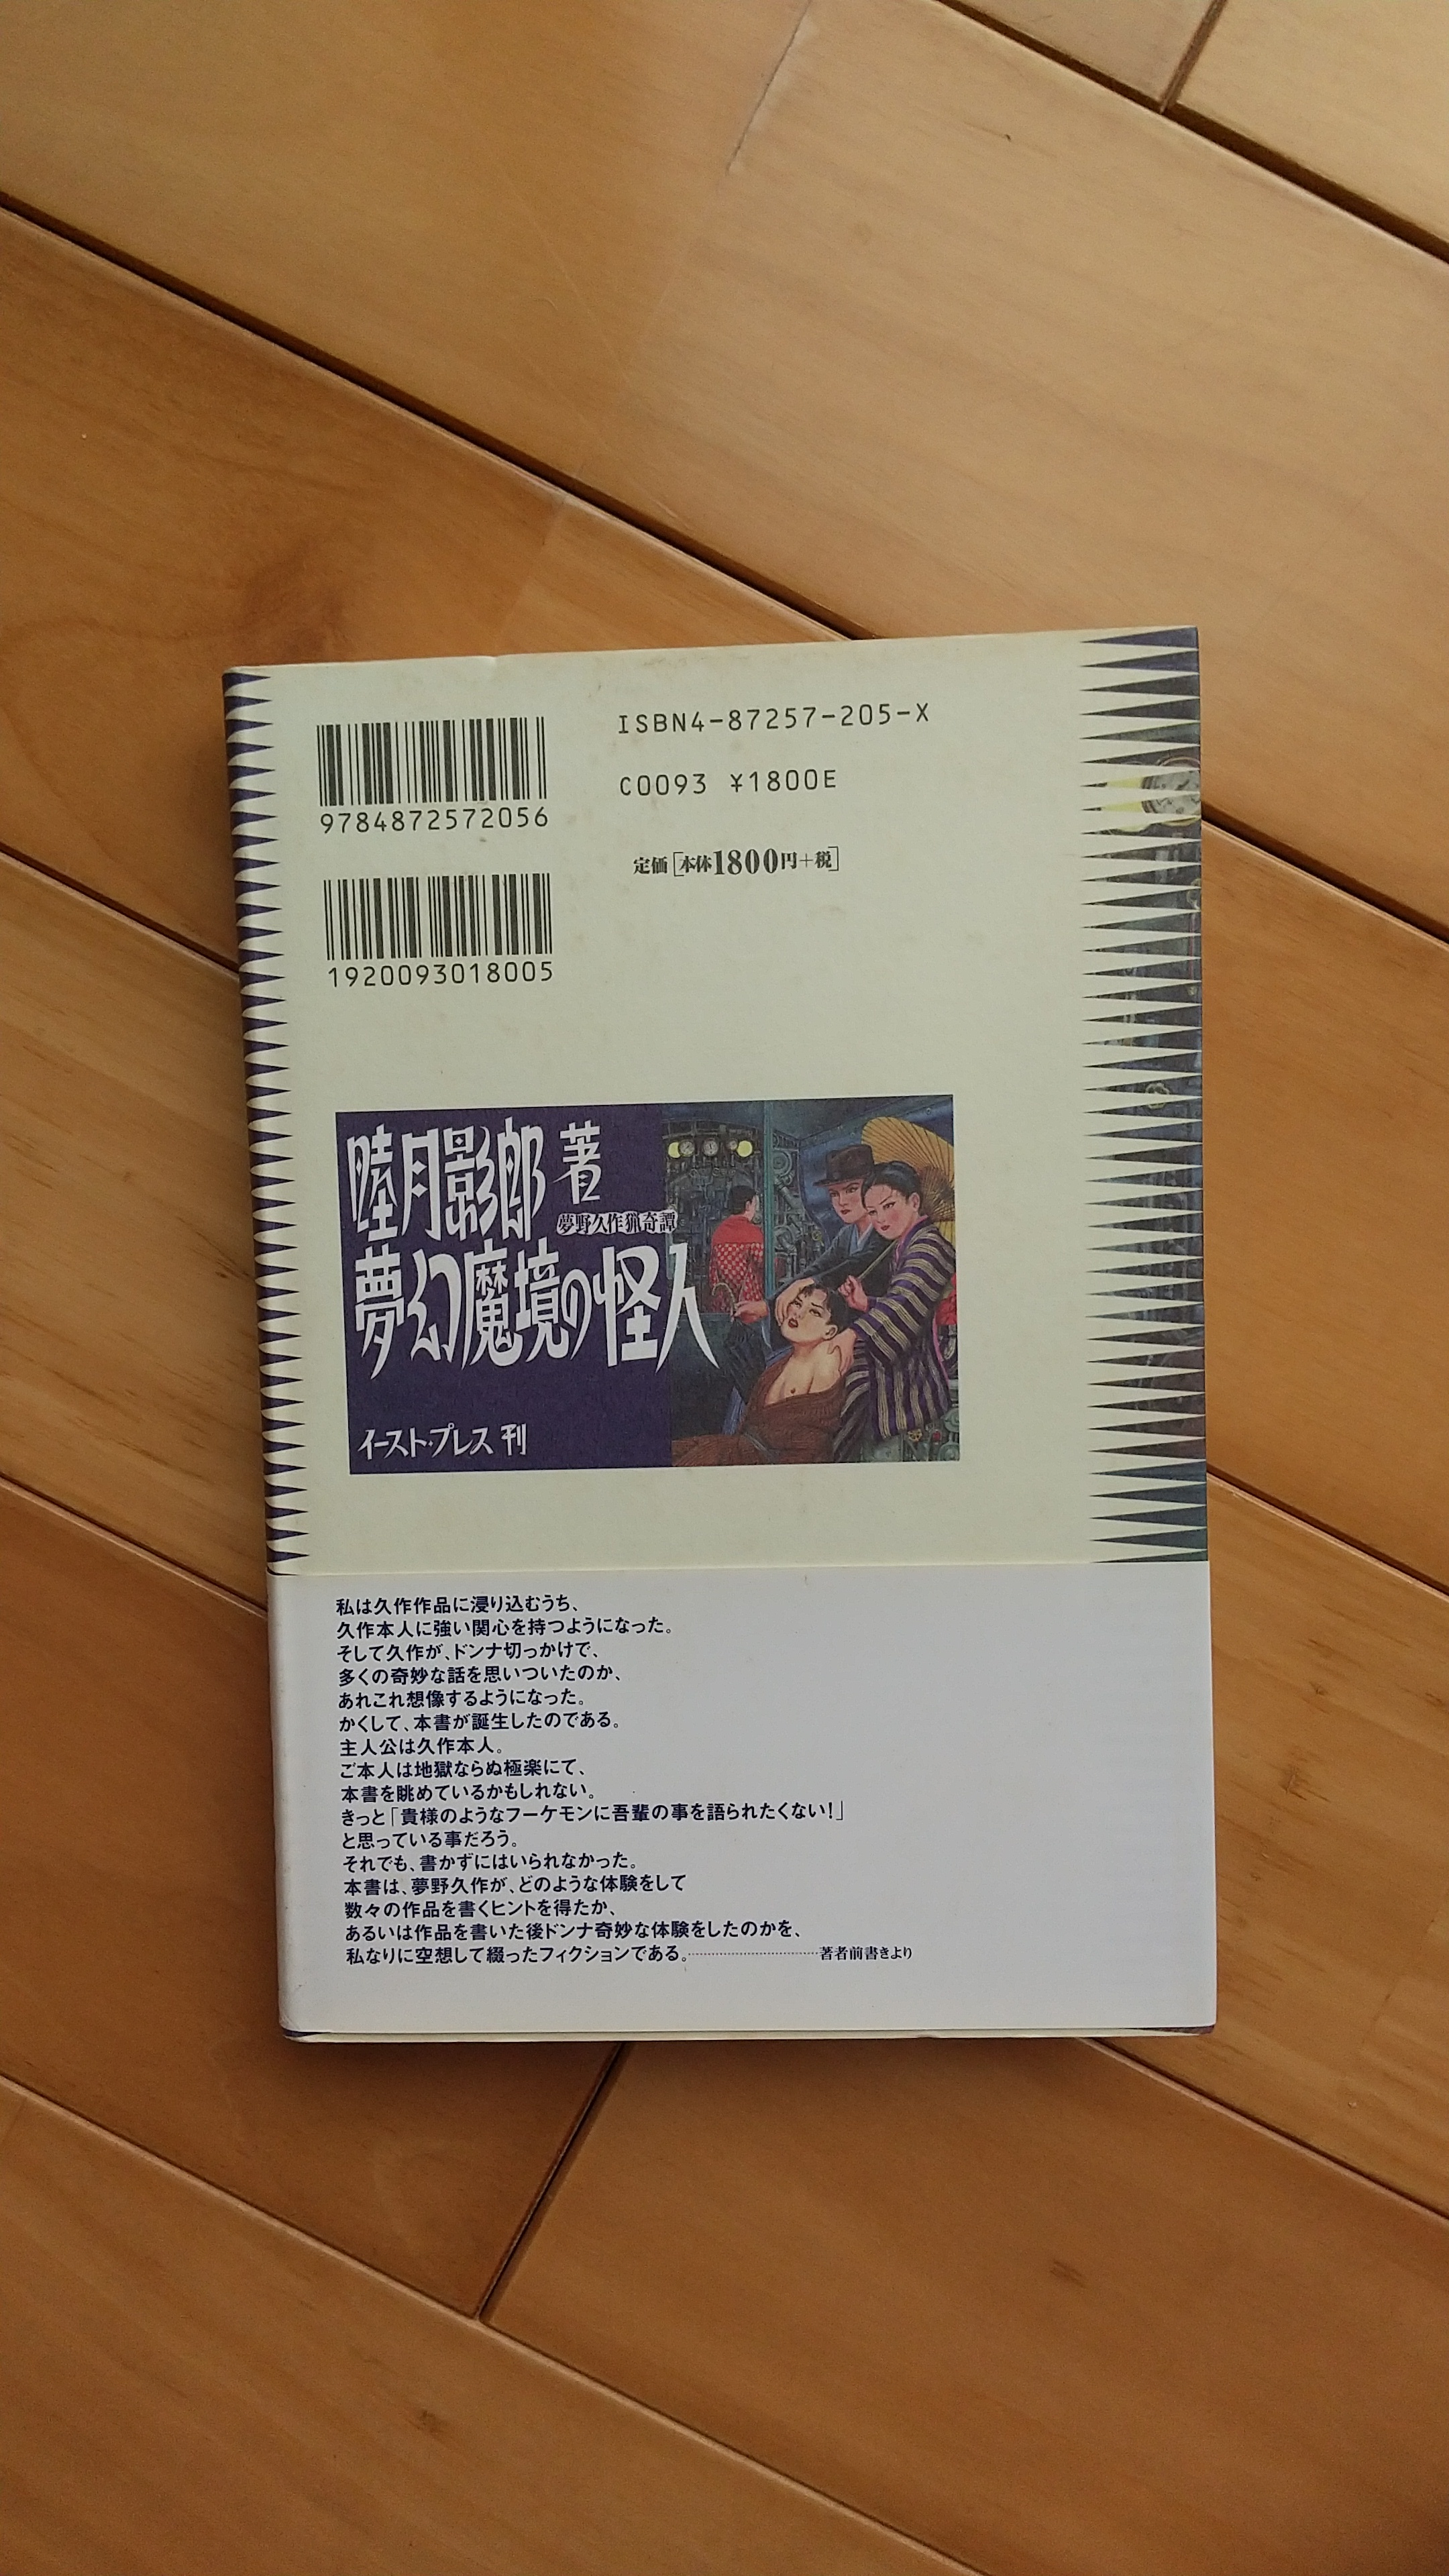 ISBN4-87257-205-X
C0093 ¥1800E
定価[本体1800円+税]
9784872572056
1920093018005
睦月影郎 著
夢野久作猟奇譚
夢幻魔境の怪人
イースト・プレス 刊
私は久作作品に浸り込むうち、
久作本人に強い関心を持つようになった。
そして久作が、ドンナ切っかけで、
多くの奇妙な話を思いついたのか、
あれこれ想像するようになった。
かくして、本書が誕生したのである。
主人公は久作本人。
ご本人は地獄ならぬ極楽にて、
本書を眺めているかもしれない。
きっと「貴様のようなフーケモンに吾輩の事を語られたくない!」
と思っている事だろう。
それでも、書かずにはいられなかった。
本書は、夢野久作が、どのような体験をして
数々の作品を書くヒントを得たか、
あるいは作品を書いた後ドンナ奇妙な体験をしたのかを、
私なりに空想して綴ったフィクションである。……………………………著者前書きより